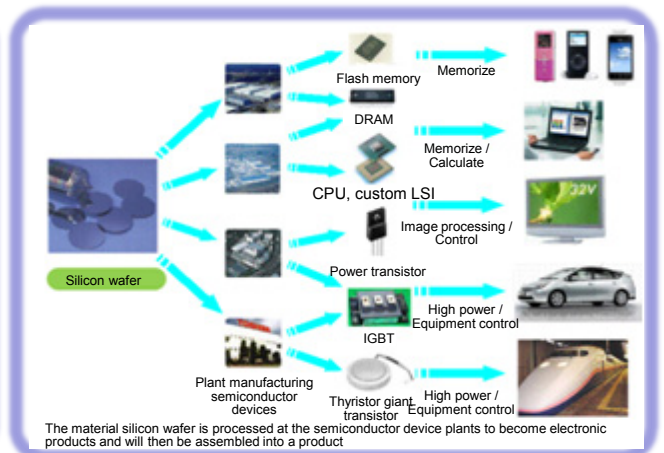 Flash memory
Memorize
DRAM
Memorize /
Calculate
CPU, custom LSI
32V
Image processing /
Control
Silicon wafer
Power transistor
High power /
Equipment control
IGBT
TOSHIBA
Plant manufacturing
semiconductor
devices
Thyristor giant
transistor
High power /
Equipment control
The material silicon wafer is processed at the semiconductor device plants to become electronic
products and will then be assembled into a product